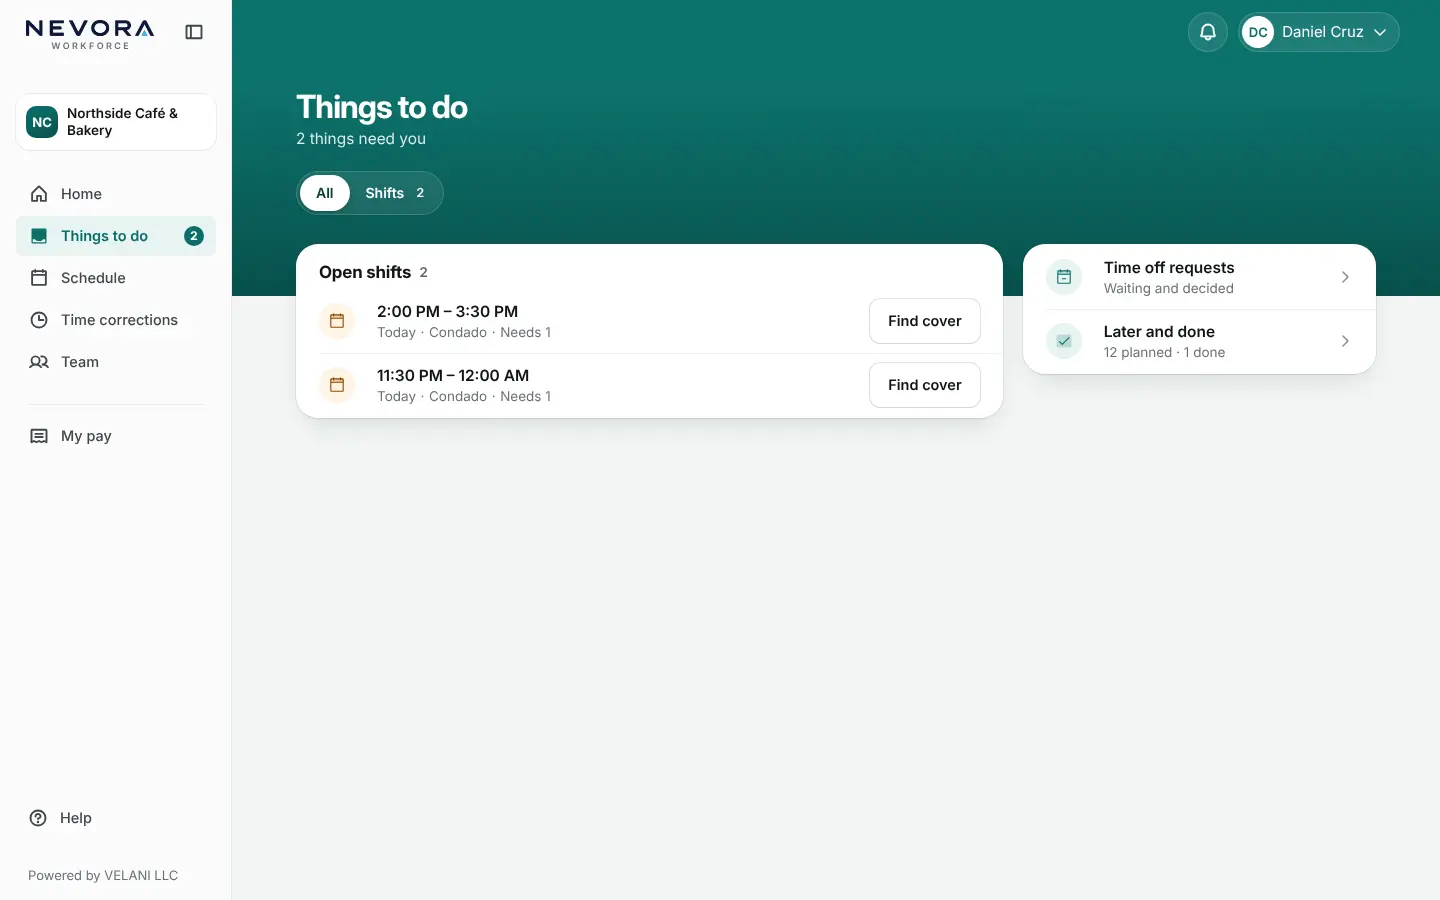 NEVORA
WORKFORCE
NC
Northside Café &
Bakery
Home
Things to do 2
Schedule
Time corrections
Team
My pay
Help
Powered by VELANI LLC
DC Daniel Cruz
Things to do
2 things need you
All Shifts 2
Open shifts 2
2:00 PM – 3:30 PM
Today · Condado · Needs 1
Find cover
11:30 PM – 12:00 AM
Today · Condado · Needs 1
Find cover
Time off requests
Waiting and decided
Later and done
12 planned · 1 done